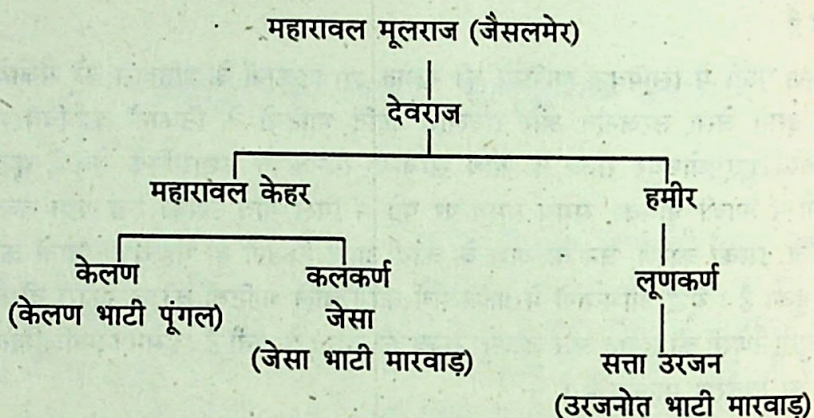 महारावल मूलराज (जैसलमेर)
देवराज
महारावल केहर हमीर
केलण कलकर्ण लूणकर्ण
(केलण भाटी पूंगल) जेसा
(जेसा भाटी मारवाड़) सत्ता उरजन
(उरजनोत भाटी मारवाड़)